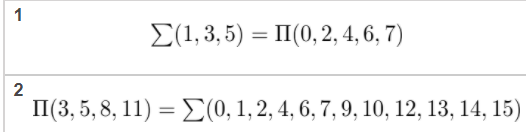 1
∑(1, 3, 5) = Π(0, 2, 4, 6, 7)
2
Π(3, 5, 8, 11) = ∑(0, 1, 2, 4, 6, 7, 9, 10, 12, 13, 14, 15)